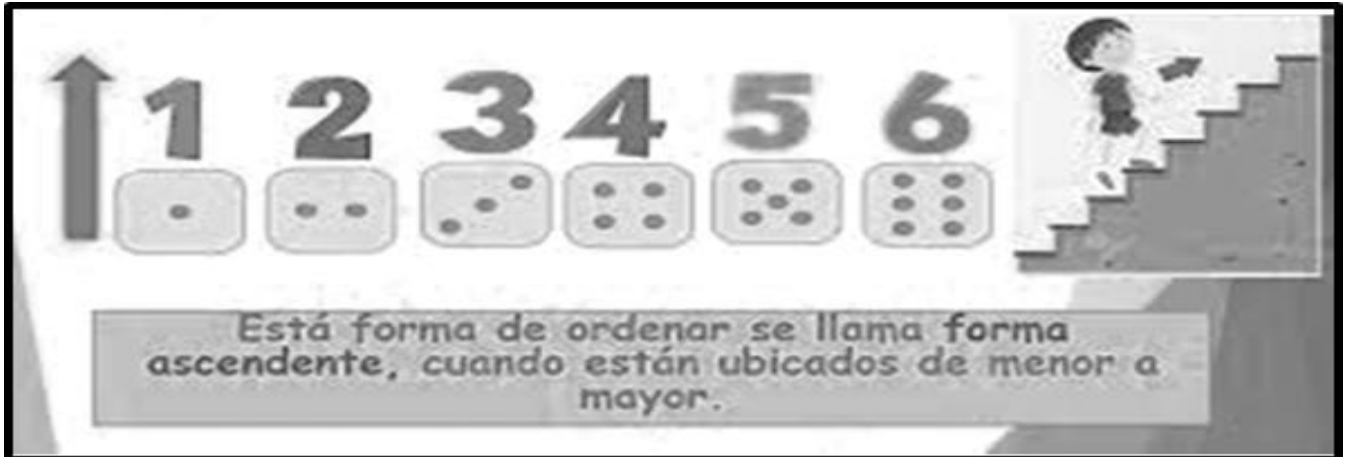 1 2 3 4 5 6
Está forma de ordenar se llama forma
ascendente, cuando están ubicados de menor a
mayor.